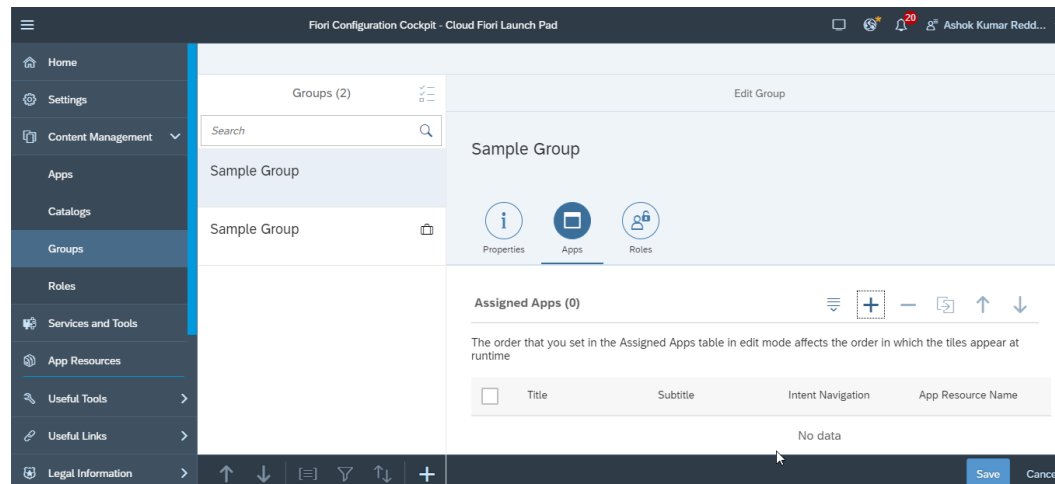 Fiori Configuration Cockpit - Cloud Fiori Launch Pad
20
Ashok Kumar Redd...
Home
Settings
Content Management
Apps
Catalogs
Groups
Roles
Services and Tools
App Resources
Useful Tools
Useful Links
Legal Information
Groups (2)
Search
Sample Group
Sample Group
Edit Group
Sample Group
Properties
Apps
Roles
Assigned Apps (0)
The order that you set in the Assigned Apps table in edit mode affects the order in which the tiles appear at
runtime
Title Subtitle Intent Navigation App Resource Name
No data
Save Cance